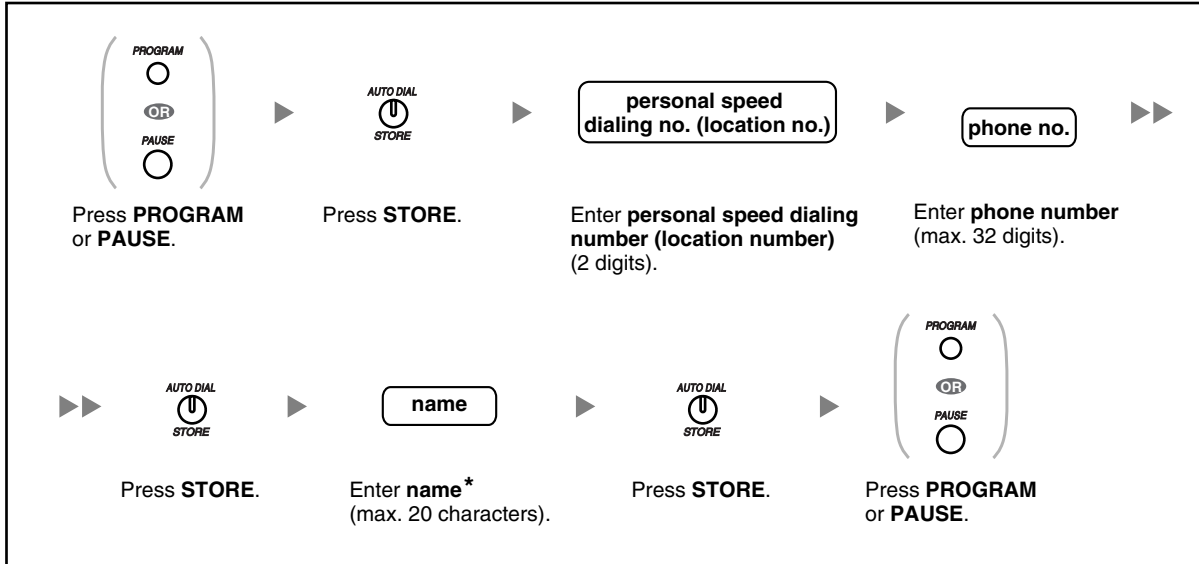 PROGRAM
OR
PAUSE
Press PROGRAM
or PAUSE.
AUTO DIAL
STORE
Press STORE.
personal speed
dialing no. (location no.)
Enter personal speed dialing
number (location number)
(2 digits).
phone no.
Enter phone number
(max. 32 digits).
AUTO DIAL
STORE
Press STORE.
name
Enter name*
(max. 20 characters).
AUTO DIAL
STORE
Press STORE.
PROGRAM
OR
PAUSE
Press PROGRAM
or PAUSE.